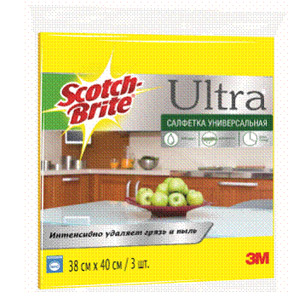 Scotch-Brite
Ultra
САЛФЕТКА УНИВЕРСАЛЬНАЯ
Интенсивно удаляет грязь и пыль
38 см x 40 см / 3 шт.
3M